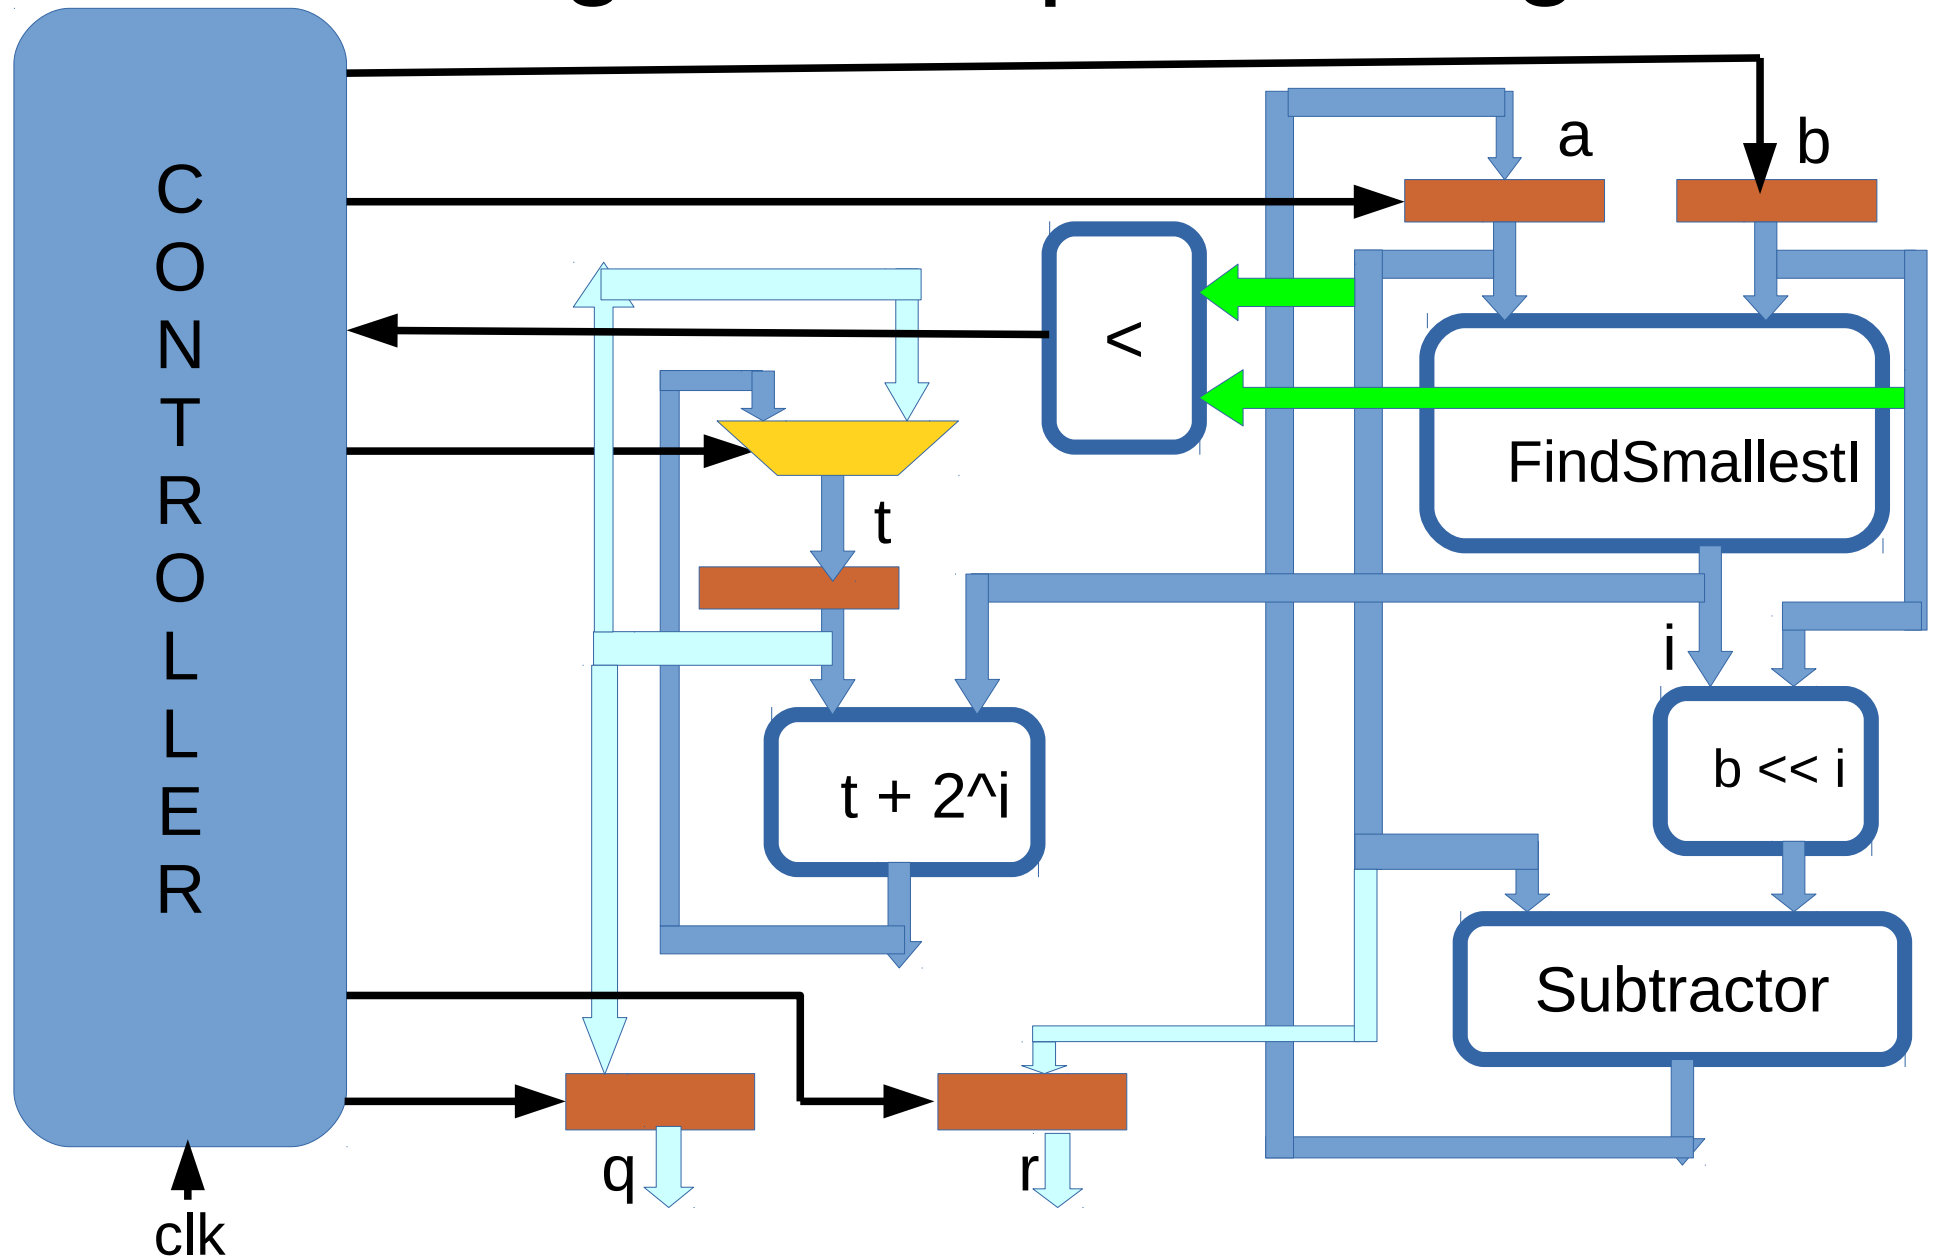 C
O
N
T
R
O
L
L
E
R
a
b
<
FindSmallestI
t
i
t + 2^i
b << i
Subtractor
q
r
clk